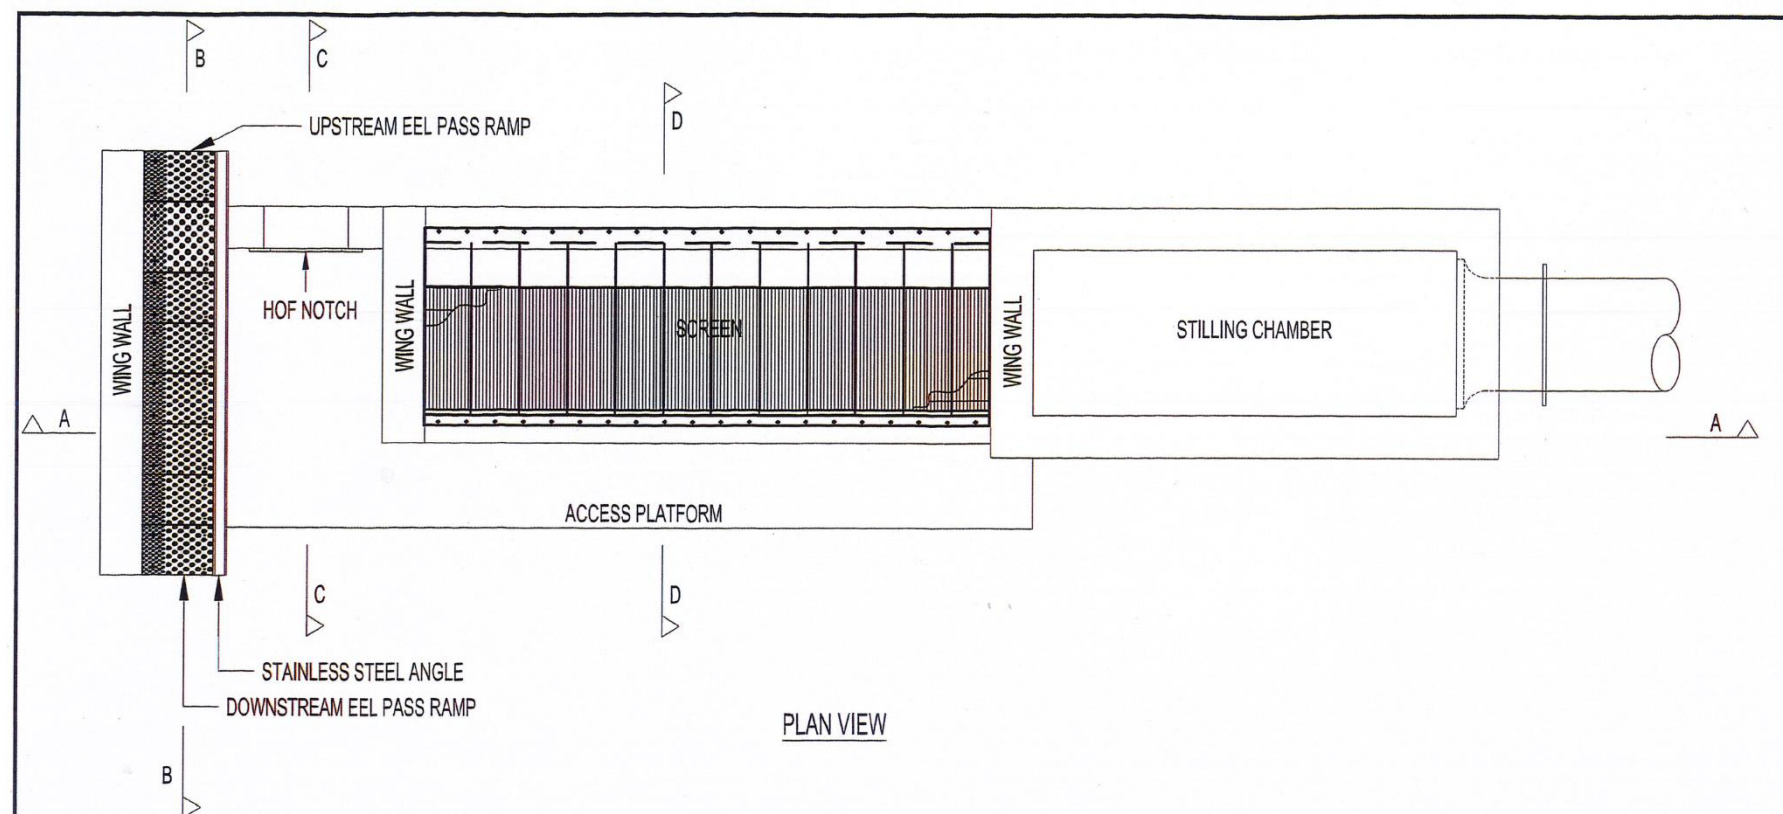 B
C
D
UPSTREAM EEL PASS RAMP
HOF NOTCH
WING WALL
WING WALL
SCREEN
WING WALL
STILLING CHAMBER
A
A
ACCESS PLATFORM
C
D
STAINLESS STEEL ANGLE
DOWNSTREAM EEL PASS RAMP
PLAN VIEW
B